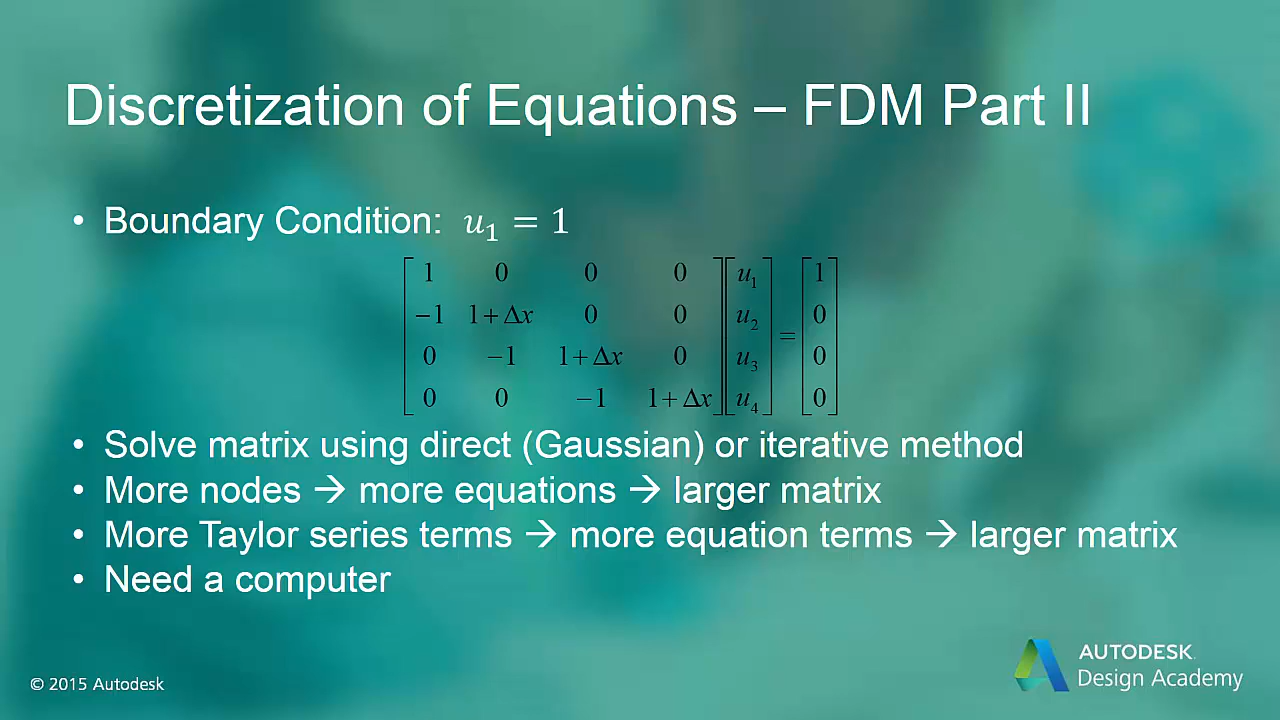 Discretization of Equations – FDM Part II
• Boundary Condition: u₁ = 1
[1 0 0 0] [u₁] [1]
[−1 1+Δx 0 0] [u₂] [0]
[0 −1 1+Δx 0] [u₃] = [0]
[0 0 −1 1+Δx] [u₄] [0]
• Solve matrix using direct (Gaussian) or iterative method
• More nodes → more equations → larger matrix
• More Taylor series terms → more equation terms → larger matrix
• Need a computer
© 2015 Autodesk
AUTODESK.
Design Academy